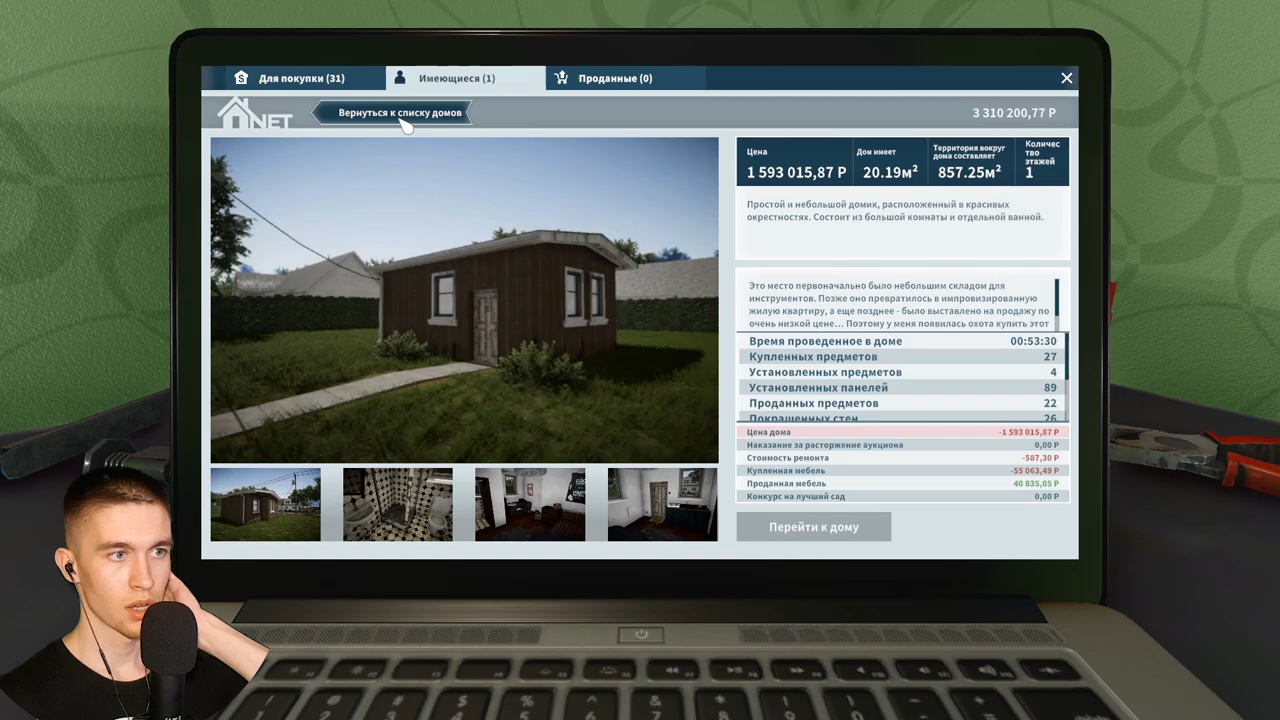 Для покупки (31)
Имеющиеся (1)
Проданные (0)
NET
Вернуться к списку домов
3 310 200,77 Р
Цена
1 593 015,87 Р
Дом имеет
20.19м²
Территория вокруг
дома составляет
857.25м²
Количес
тво
этажей
1
Простой и небольшой домик, расположенный в красивых
окрестностях. Состоит из большой комнаты и отдельной ванной.
Это место первоначально было небольшим складом для
инструментов. Позже оно превратилось в импровизированную
жилую квартиру, а еще позднее - было выставлено на продажу по
очень низкой цене... Поэтому у меня появилась охота купить этот
Время проведенное в доме 00:53:30
Купленных предметов 27
Установленных предметов 4
Установленных панелей 89
Проданных предметов 22
Покрашенных стен 26
Цена дома -1 593 015,87 Р
Наказание за расторжение аукциона 0,00 Р
Стоимость ремонта -587,30 Р
Купленная мебель -55 063,49 Р
Проданная мебель 40 835,05 Р
Конкурс на лучший сад 0,00 Р
Перейти к дому